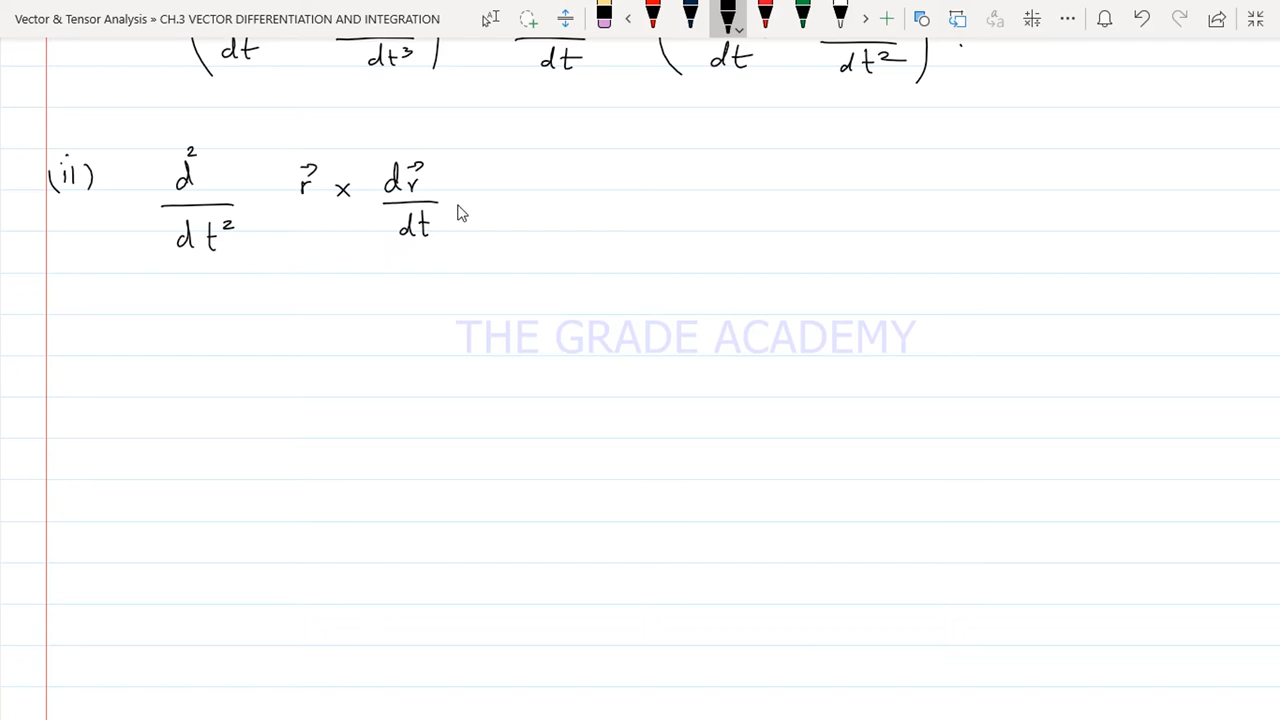 Vector & Tensor Analysis » CH.3 VECTOR DIFFERENTIATION AND INTEGRATION
( dt dt³ ) dt ( dt dt² ) .
(ii) d²/dt² r⃗ × dr⃗/dt
THE GRADE ACADEMY